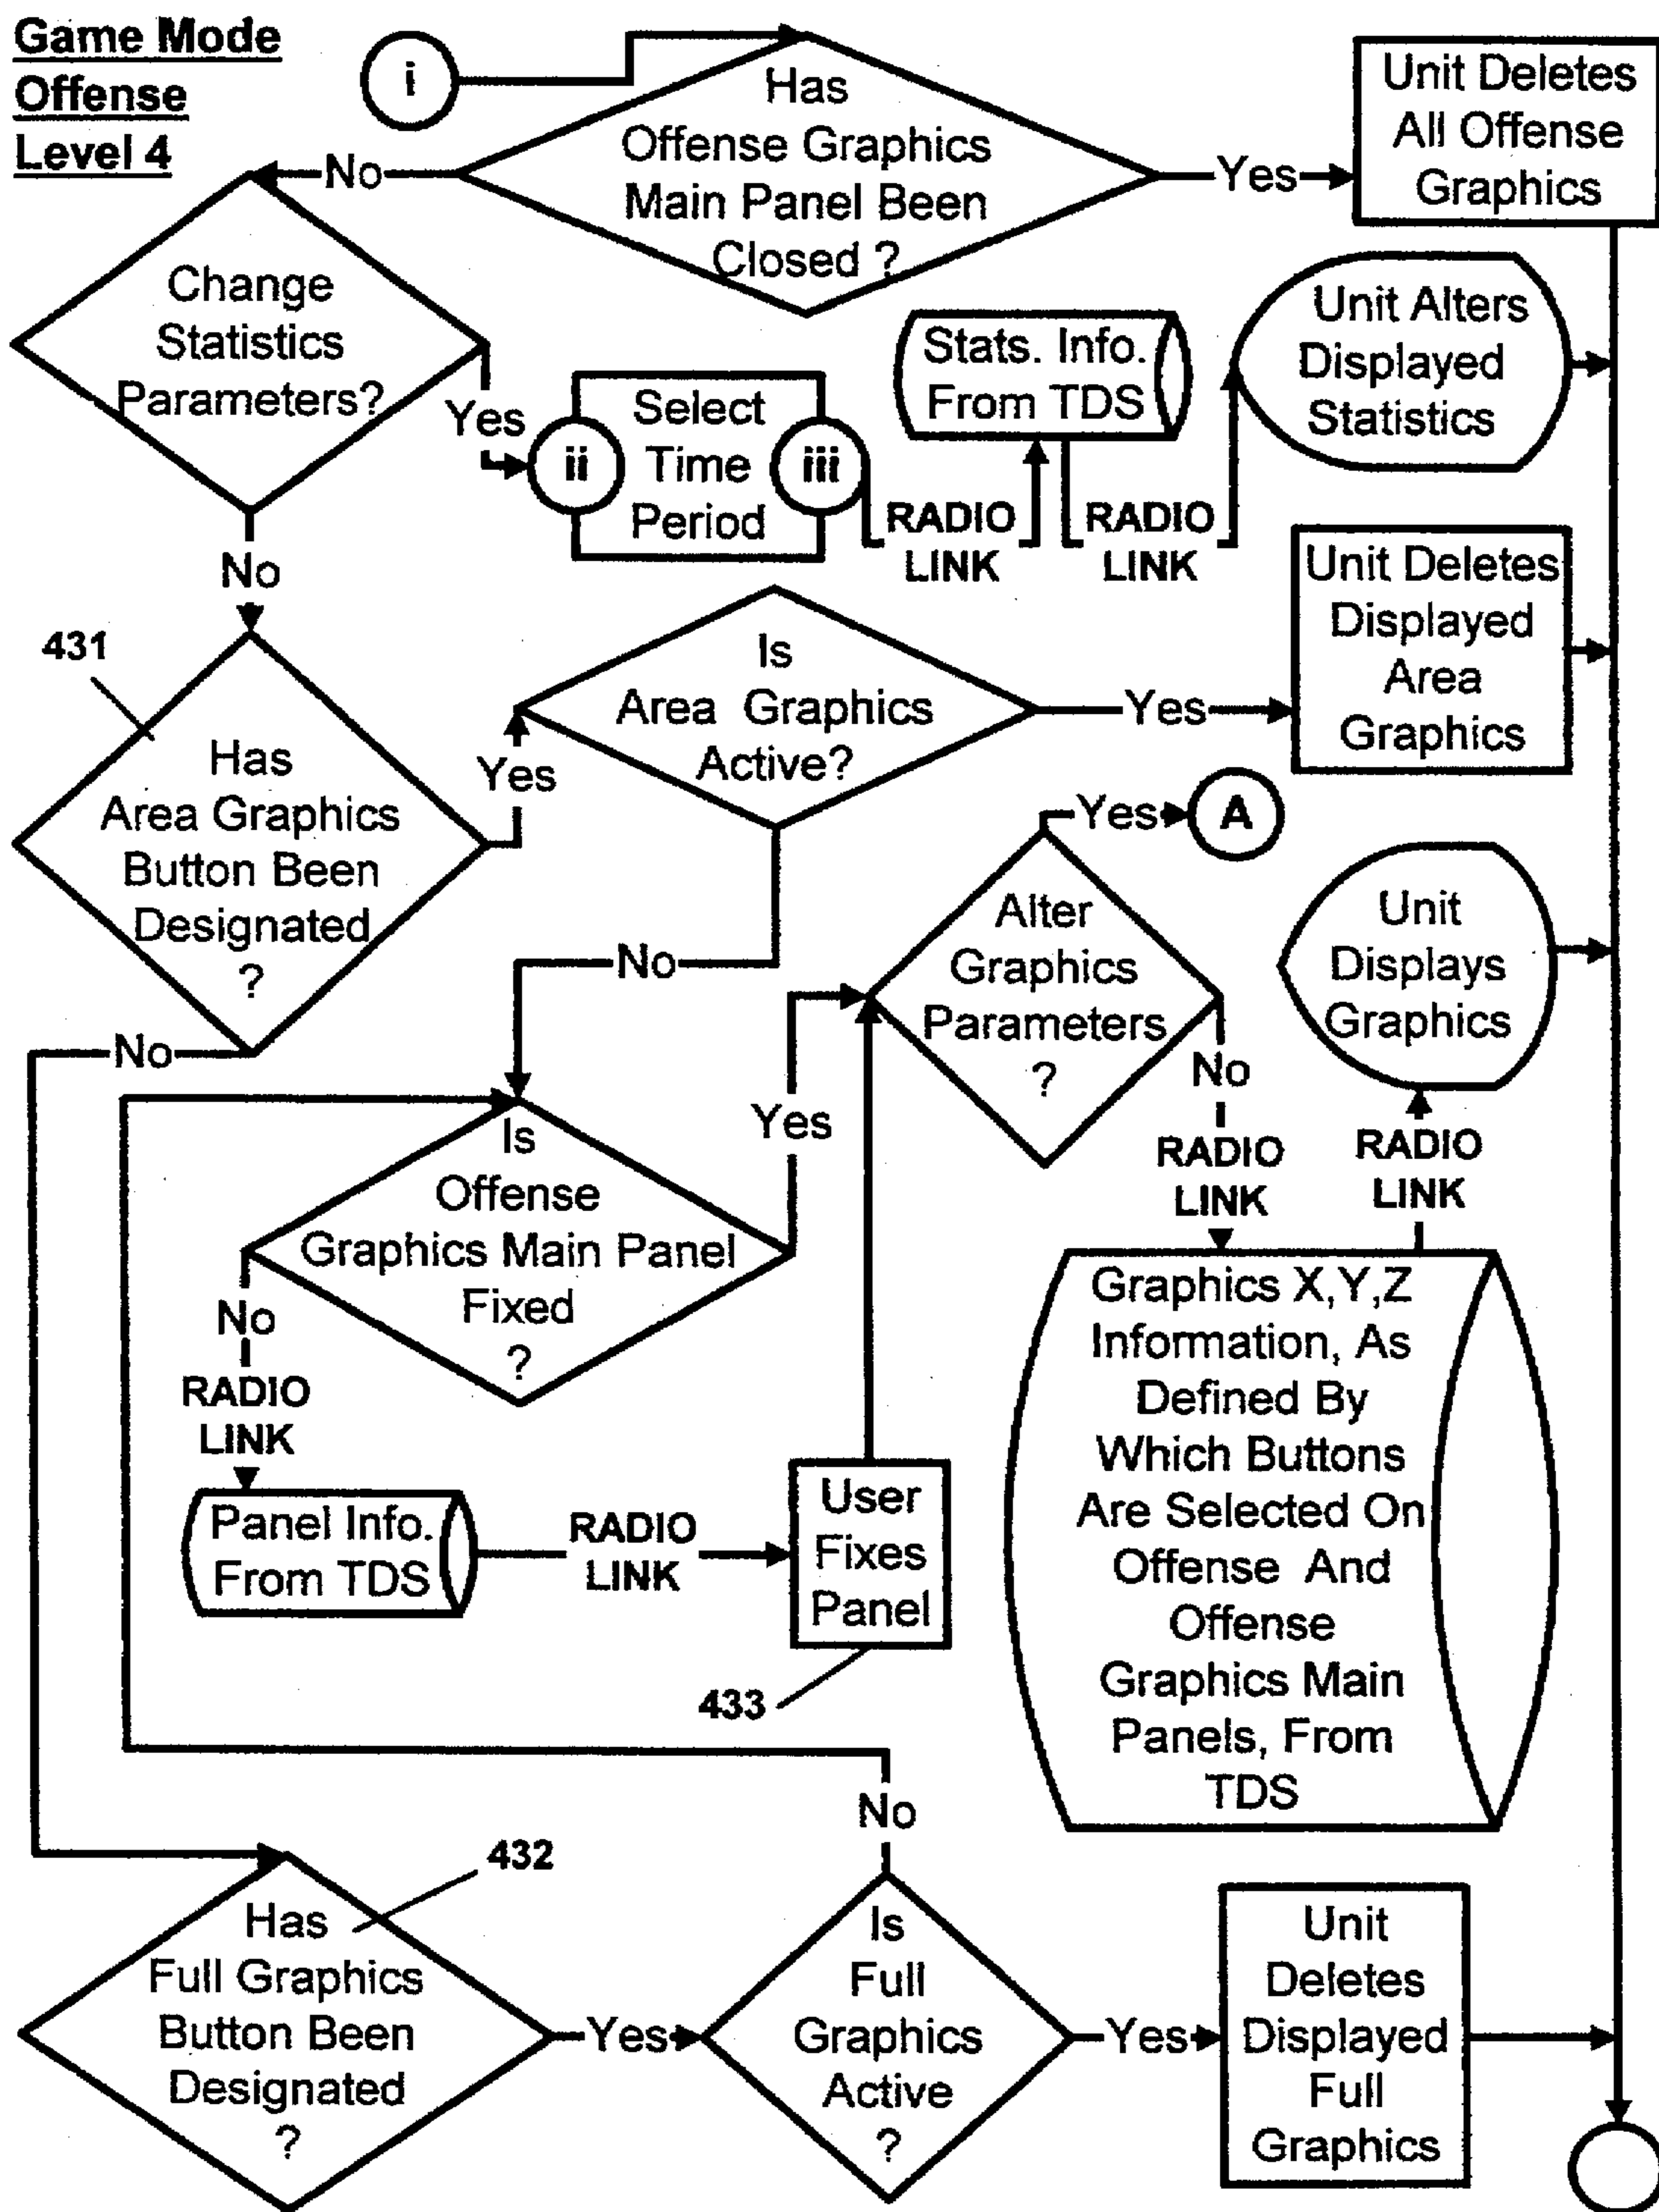 Game Mode
Offense
Level 4
i
Has
Offense Graphics
Main Panel Been
Closed ?
No
Yes
Unit Deletes
All Offense
Graphics
Change
Statistics
Parameters?
Yes
ii
Select
Time
Period
iii
RADIO
LINK
Stats. Info.
From TDS
RADIO
LINK
Unit Alters
Displayed
Statistics
No
431
Has
Area Graphics
Button Been
Designated
?
Yes
Is
Area Graphics
Active?
Yes
Unit Deletes
Displayed
Area
Graphics
No
No
Is
Offense
Graphics Main Panel
Fixed
?
Yes
Alter
Graphics
Parameters
?
Yes
A
No
RADIO
LINK
Unit
Displays
Graphics
RADIO
LINK
Graphics X,Y,Z
Information, As
Defined By
Which Buttons
Are Selected On
Offense And
Offense
Graphics Main
Panels, From
TDS
No
RADIO
LINK
Panel Info.
From TDS
RADIO
LINK
User
Fixes
Panel
433
432
Has
Full Graphics
Button Been
Designated
?
Yes
Is
Full
Graphics
Active
?
No
Yes
Unit
Deletes
Displayed
Full
Graphics